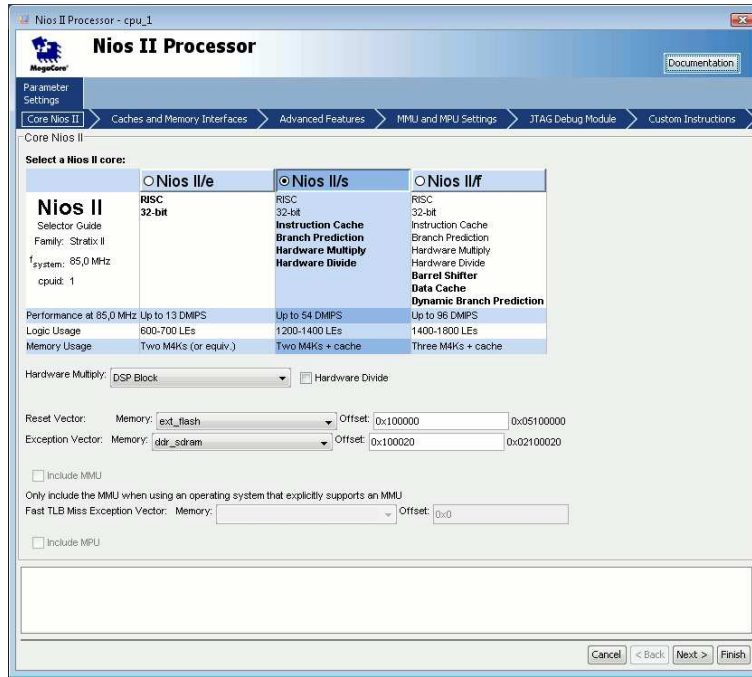 Nios II Processor - cpu_1
MegaCore'
Nios II Processor
Documentation
Parameter
Settings
Core Nios II > Caches and Memory Interfaces > Advanced Features > MMU and MPU Settings > JTAG Debug Module > Custom Instructions
Core Nios II
Select a Nios II core:
Nios II/e Nios II/s Nios II/f
Nios II
Selector Guide
Family: Stratix II
fsystem: 85,0 MHz
cpuid: 1
RISC
32-bit
RISC
32-bit
Instruction Cache
Branch Prediction
Hardware Multiply
Hardware Divide
RISC
32-bit
Instruction Cache
Branch Prediction
Hardware Multiply
Hardware Divide
Barrel Shifter
Data Cache
Dynamic Branch Prediction
Performance at 85,0 MHz Up to 13 DMIPS Up to 54 DMIPS Up to 96 DMIPS
Logic Usage 600-700 LEs 1200-1400 LEs 1400-1800 LEs
Memory Usage Two M4Ks (or equiv.) Two M4Ks + cache Three M4Ks + cache
Hardware Multiply: DSP Block Hardware Divide
Reset Vector: Memory: ext_flash Offset: 0x100000 0x05100000
Exception Vector: Memory: ddr_sdram Offset: 0x100020 0x02100020
Include MMU
Only include the MMU when using an operating system that explicitly supports an MMU
Fast TLB Miss Exception Vector: Memory: Offset: 0x0
Include MPU
Cancel < Back Next > Finish